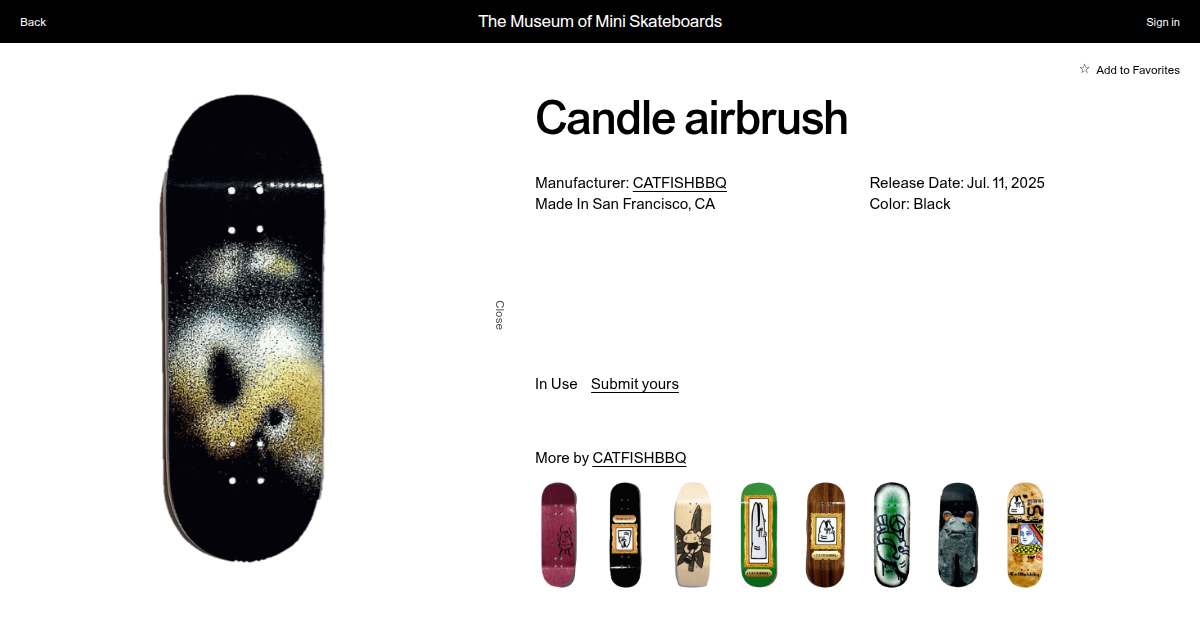 Back
The Museum of Mini Skateboards
Sign in
☆ Add to Favorites
Candle airbrush
Manufacturer: CATFISHBBQ
Release Date: Jul. 11, 2025
Made In San Francisco, CA
Color: Black
Close
In Use Submit yours
More by CATFISHBBQ